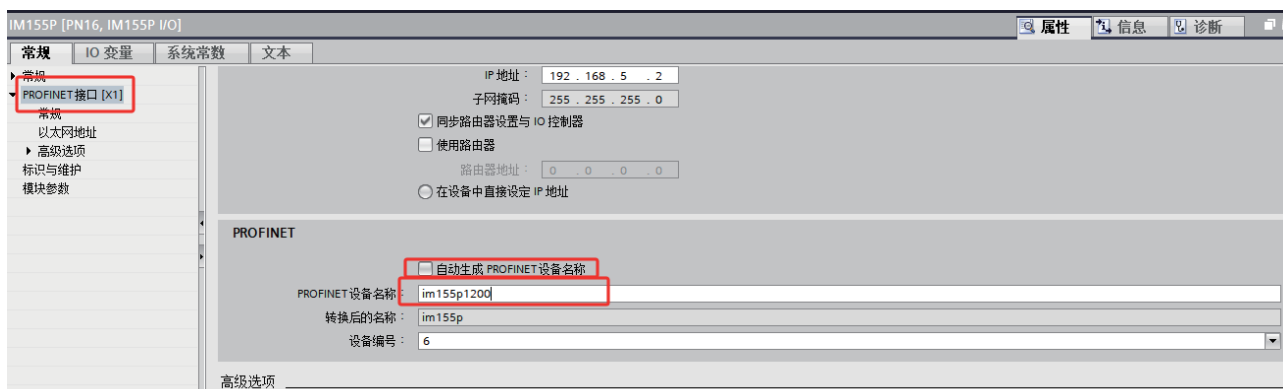 IM155P [PN16, IM155P I/O]
属性
信息
诊断
常规
IO 变量
系统常数
文本
常规
PROFINET接口 [X1]
常规
以太网地址
高级选项
标识与维护
模块参数
IP 地址：
192 . 168 . 5 . 2
子网掩码：
255 . 255 . 255 . 0
同步路由器设置与 IO 控制器
使用路由器
路由器地址：
0 . 0 . 0 . 0
在设备中直接设定 IP 地址
PROFINET
自动生成 PROFINET设备名称
PROFINET设备名称：
im155p1200
转换后的名称：
im155p
设备编号：
6
高级选项